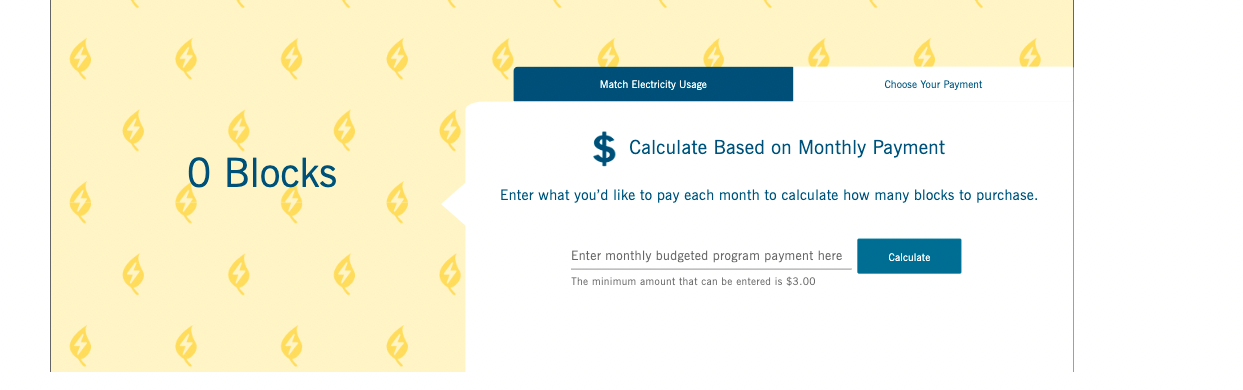 Match Electricity Usage
Choose Your Payment
0 Blocks
$ Calculate Based on Monthly Payment
Enter what you'd like to pay each month to calculate how many blocks to purchase.
Enter monthly budgeted program payment here
Calculate
The minimum amount that can be entered is $3.00